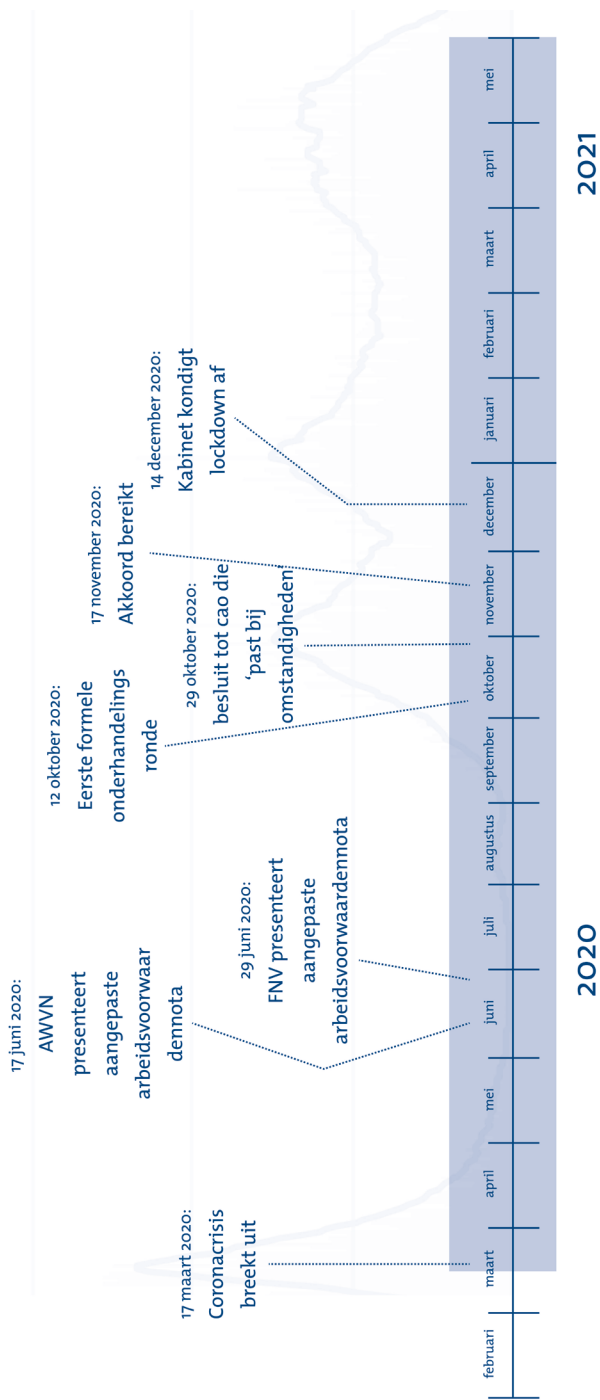 17 maart 2020:
Coronacrisis
breekt uit
17 juni 2020:
AWVN
presenteert
aangepaste
arbeidsvoorwaar
dennota
29 juni 2020:
FNV presenteert
aangepaste
arbeidsvoorwaardennota
12 oktober 2020:
Eerste formele
onderhandelings
ronde
29 oktober 2020:
besluit tot cao die
‘past bij
omstandigheden’
17 november 2020:
Akkoord bereikt
14 december 2020:
Kabinet kondigt
lockdown af
februari
maart
april
mei
juni
juli
augustus
september
oktober
november
december
januari
februari
maart
april
mei
2020
2021